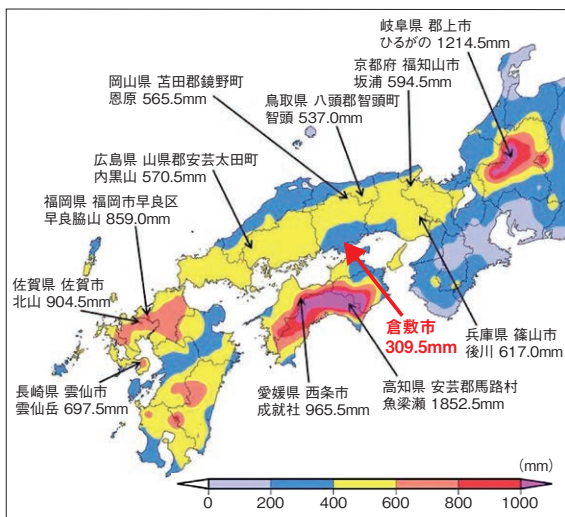 岐阜県 郡上市
ひるがの 1214.5mm
京都府 福知山市
坂浦 594.5mm
岡山県 苫田郡鏡野町
恩原 565.5mm
鳥取県 八頭郡智頭町
智頭 537.0mm
広島県 山県郡安芸太田町
内黒山 570.5mm
福岡県 福岡市早良区
早良脇山 859.0mm
佐賀県 佐賀市
北山 904.5mm
長崎県 雲仙市
雲仙岳 697.5mm
愛媛県 西条市
成就社 965.5mm
倉敷市
309.5mm
高知県 安芸郡馬路村
魚梁瀬 1852.5mm
兵庫県 篠山市
後川 617.0mm
(mm)
0 200 400 600 800 1000